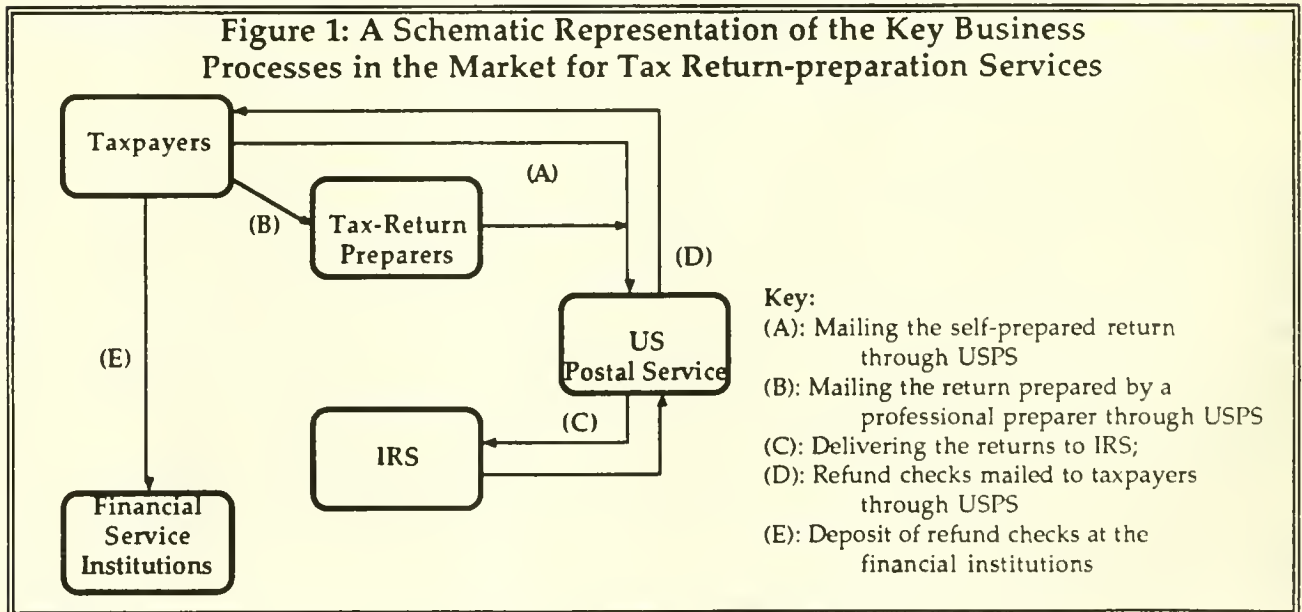 Figure 1: A Schematic Representation of the Key Business
Processes in the Market for Tax Return-preparation Services
Taxpayers
(A)
(B)
Tax-Return
Preparers
(D)
US
Postal Service
(E)
(C)
IRS
Financial
Service
Institutions
Key:
(A): Mailing the self-prepared return
through USPS
(B): Mailing the return prepared by a
professional preparer through USPS
(C): Delivering the returns to IRS;
(D): Refund checks mailed to taxpayers
through USPS
(E): Deposit of refund checks at the
financial institutions